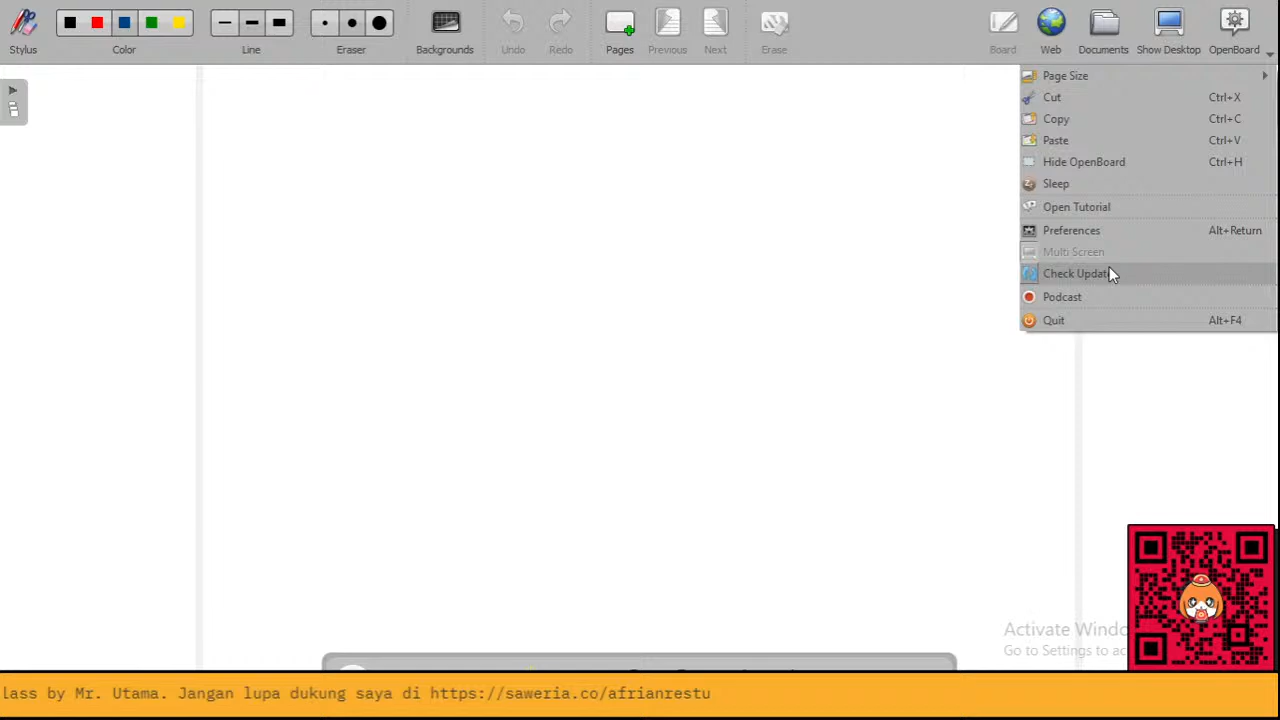 Stylus
Color
Line
Eraser
Backgrounds
Undo
Redo
Pages
Previous
Next
Erase
Board
Web
Documents
Show Desktop
OpenBoard
Page Size
Cut Ctrl+X
Copy Ctrl+C
Paste Ctrl+V
Hide OpenBoard Ctrl+H
Sleep
Open Tutorial
Preferences Alt+Return
Multi Screen
Check Update
Podcast
Quit Alt+F4
Activate Windo
Go to Settings to ac
lass by Mr. Utama. Jangan lupa dukung saya di https://saweria.co/afrianrestu